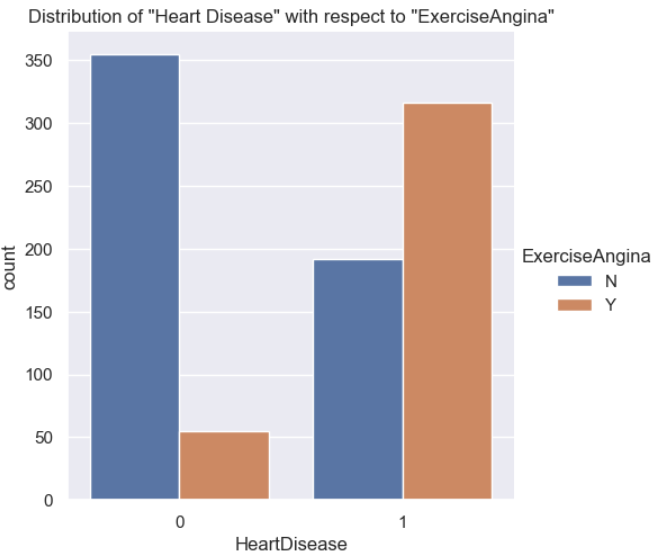 Distribution of "Heart Disease" with respect to "ExerciseAngina"
350
300
250
200
150
100
50
0
count
0 1
HeartDisease
ExerciseAngina
N
Y